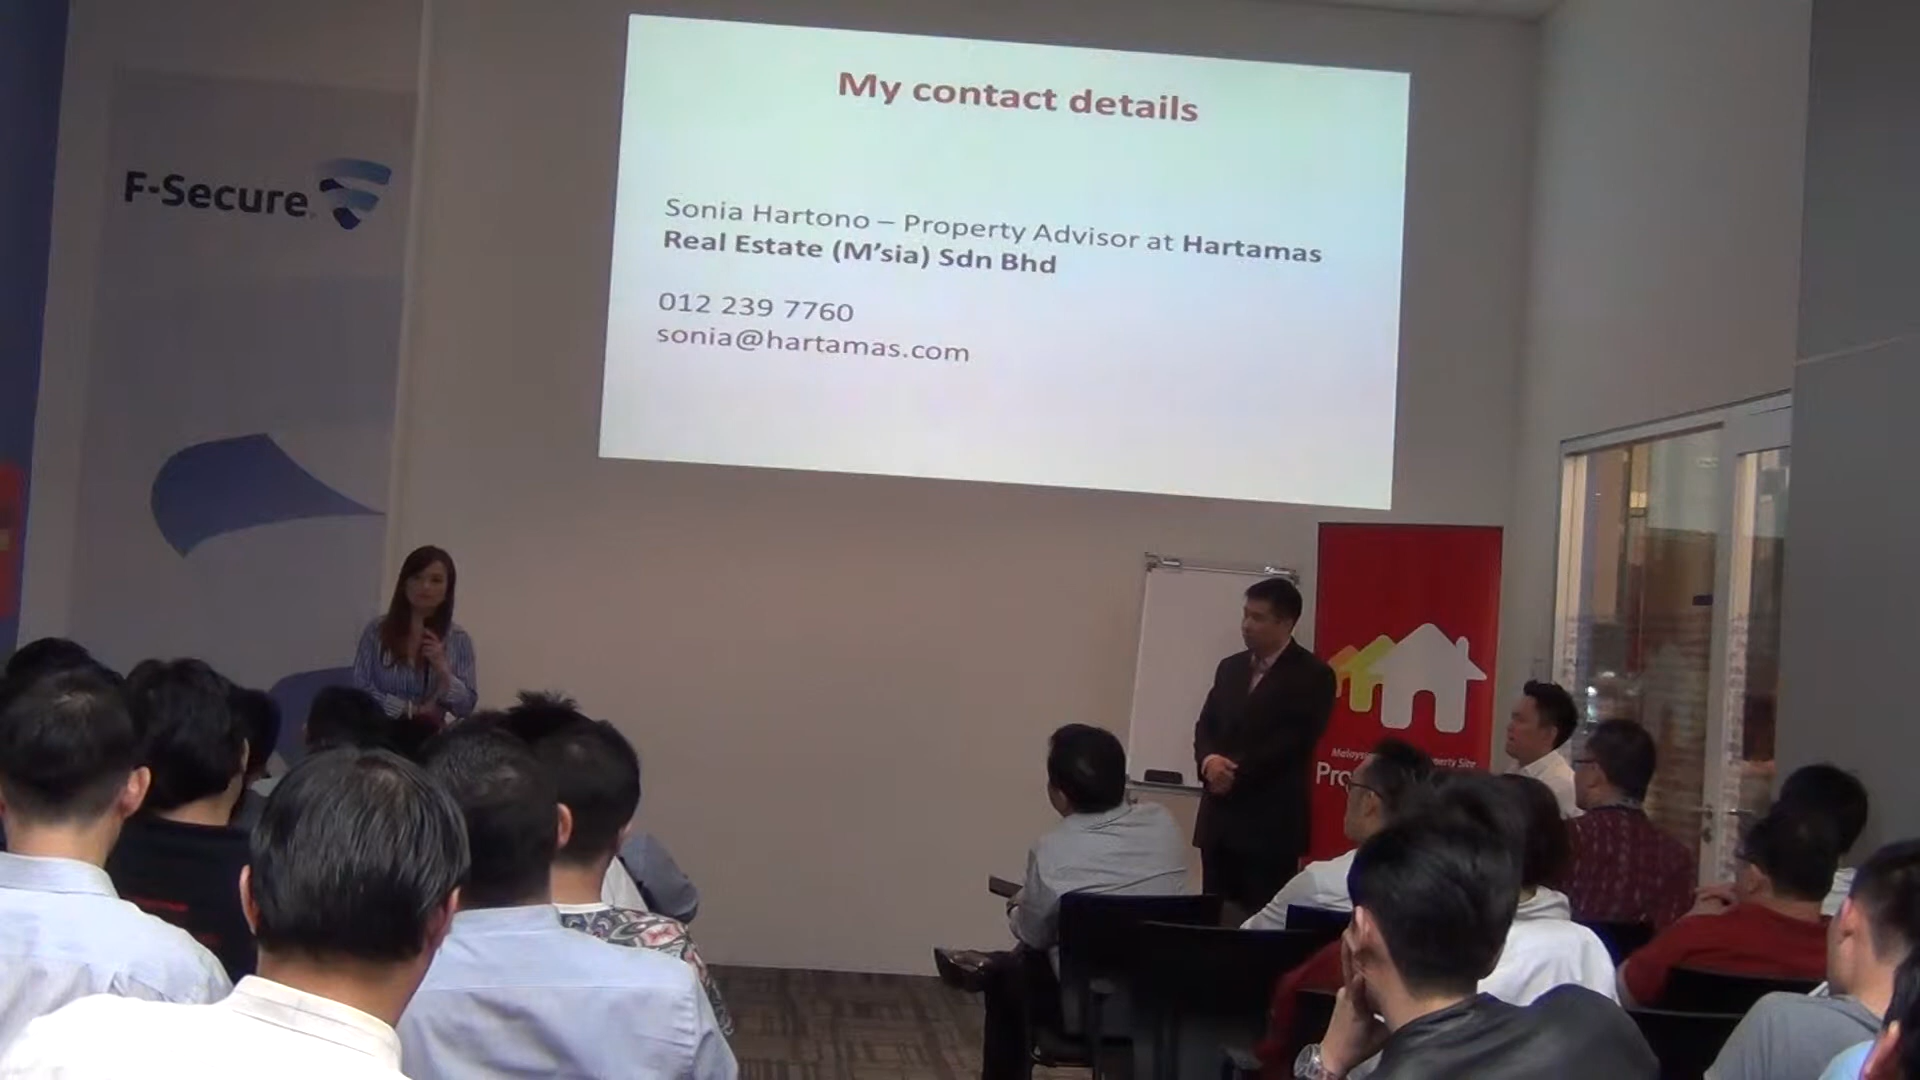 My contact details
F-Secure
Sonia Hartono – Property Advisor at Hartamas
Real Estate (M'sia) Sdn Bhd
012 239 7760
sonia@hartamas.com